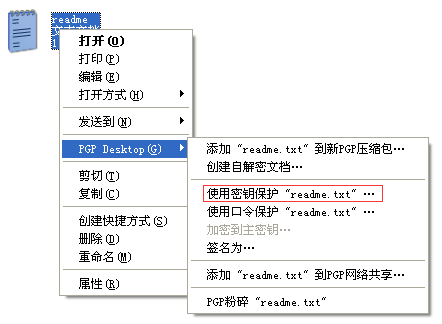 readme
打开(O)
打印(P)
编辑(E)
打开方式(H)
发送到(N)
PGP Desktop(G)
剪切(T)
复制(C)
创建快捷方式(S)
删除(D)
重命名(M)
属性(R)
添加 "readme.txt" 到新PGP压缩包…
创建自解密文档…
使用密钥保护 "readme.txt" …
使用口令保护 "readme.txt" …
加密到主密钥…
签名为…
添加 "readme.txt" 到PGP网络共享…
PGP粉碎 "readme.txt"